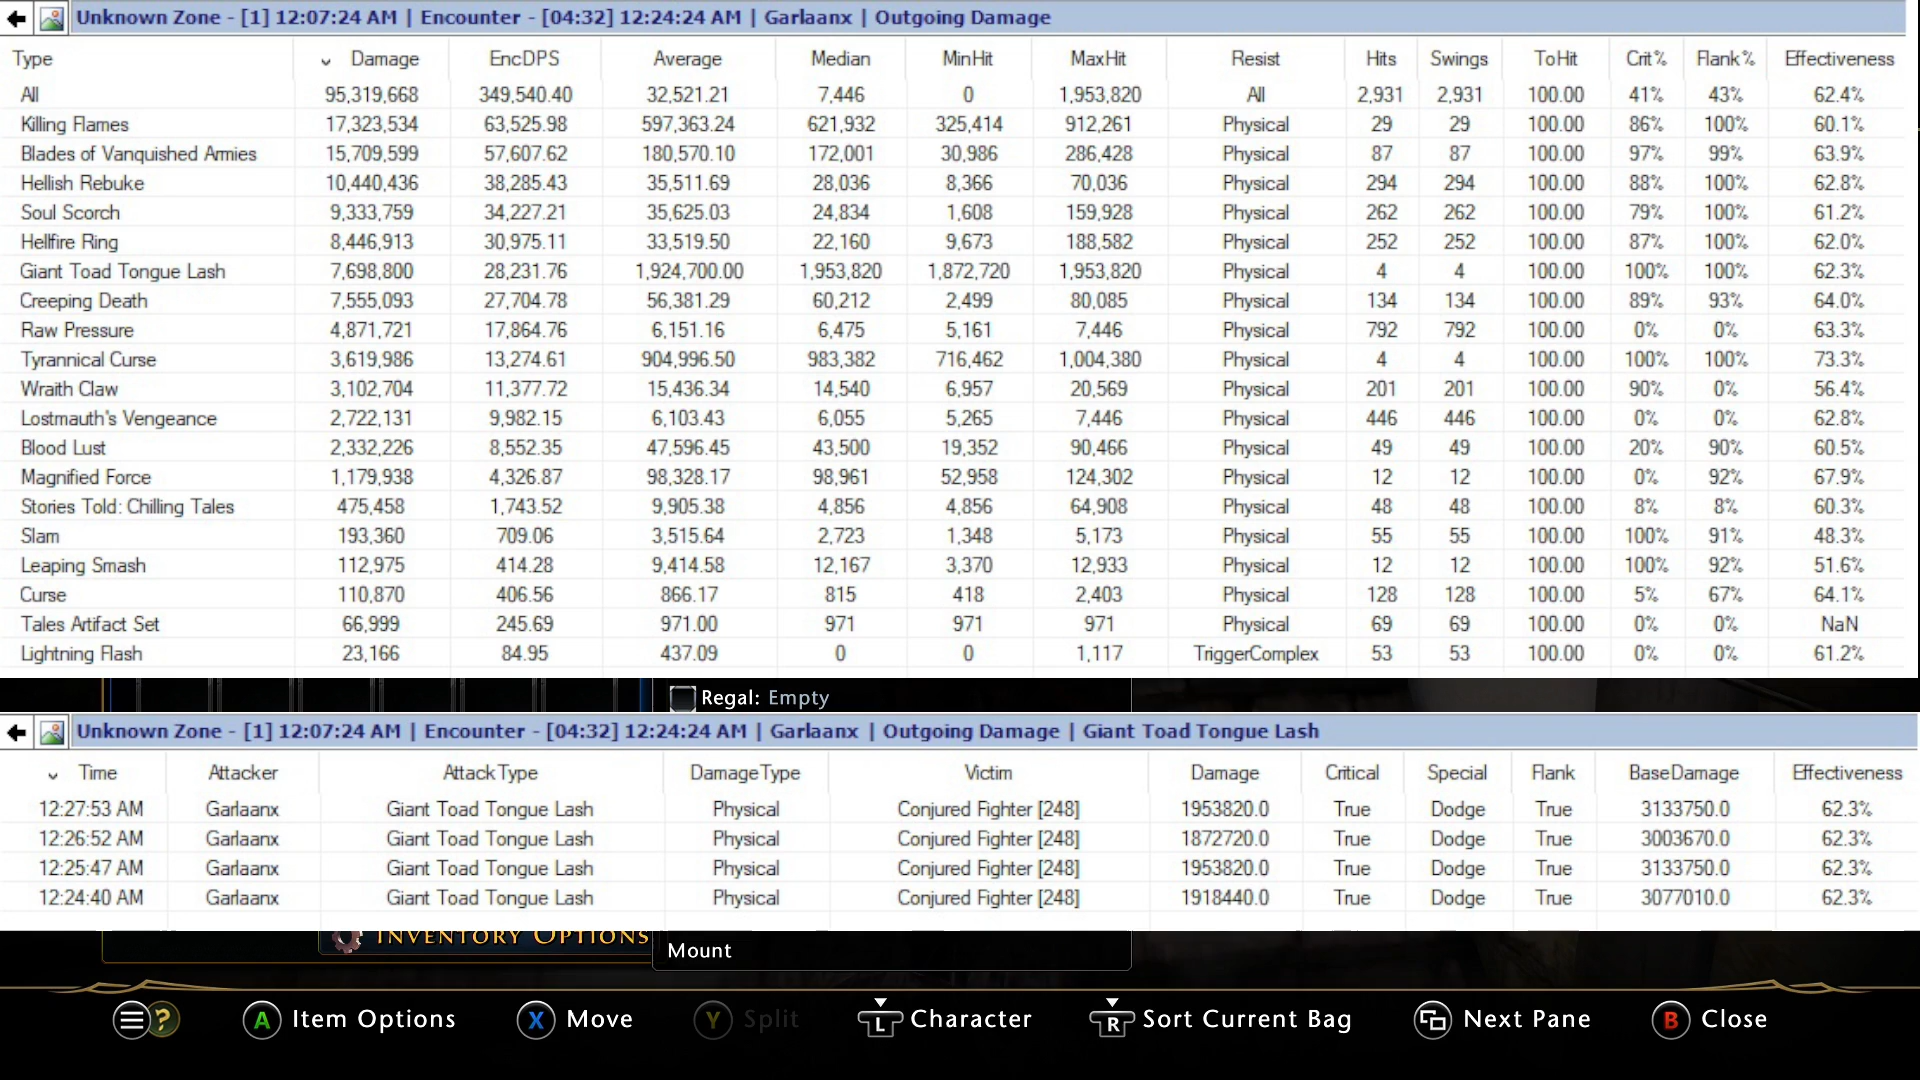 Unknown Zone - [1] 12:07:24 AM | Encounter - [04:32] 12:24:24 AM | Garlaanx | Outgoing Damage
Type Damage EncDPS Average Median MinHit MaxHit Resist Hits Swings ToHit Crit% Flank% Effectiveness
All 95,319,668 349,540.40 32,521.21 7,446 0 1,953,820 All 2,931 2,931 100.00 41% 43% 62.4%
Killing Flames 17,323,534 63,525.98 597,363.24 621,932 325,414 912,261 Physical 29 29 100.00 86% 100% 60.1%
Blades of Vanquished Armies 15,709,599 57,607.62 180,570.10 172,001 30,986 286,428 Physical 87 87 100.00 97% 99% 63.9%
Hellish Rebuke 10,440,436 38,285.43 35,511.69 28,036 8,366 70,036 Physical 294 294 100.00 88% 100% 62.8%
Soul Scorch 9,333,759 34,227.21 35,625.03 24,834 1,608 159,928 Physical 262 262 100.00 79% 100% 61.2%
Hellfire Ring 8,446,913 30,975.11 33,519.50 22,160 9,673 188,582 Physical 252 252 100.00 87% 100% 62.0%
Giant Toad Tongue Lash 7,698,800 28,231.76 1,924,700.00 1,953,820 1,872,720 1,953,820 Physical 4 4 100.00 100% 100% 62.3%
Creeping Death 7,555,093 27,704.78 56,381.29 60,212 2,499 80,085 Physical 134 134 100.00 89% 93% 64.0%
Raw Pressure 4,871,721 17,864.76 6,151.16 6,475 5,161 7,446 Physical 792 792 100.00 0% 0% 63.3%
Tyrannical Curse 3,619,986 13,274.61 904,996.50 983,382 716,462 1,004,380 Physical 4 4 100.00 100% 100% 73.3%
Wraith Claw 3,102,704 11,377.72 15,436.34 14,540 6,957 20,569 Physical 201 201 100.00 90% 0% 56.4%
Lostmauth's Vengeance 2,722,131 9,982.15 6,103.43 6,055 5,265 7,446 Physical 446 446 100.00 0% 0% 62.8%
Blood Lust 2,332,226 8,552.35 47,596.45 43,500 19,352 90,466 Physical 49 49 100.00 20% 90% 60.5%
Magnified Force 1,179,938 4,326.87 98,328.17 98,961 52,958 124,302 Physical 12 12 100.00 0% 92% 67.9%
Stories Told: Chilling Tales 475,458 1,743.52 9,905.38 4,856 4,856 64,908 Physical 48 48 100.00 8% 8% 60.3%
Slam 193,360 709.06 3,515.64 2,723 1,348 5,173 Physical 55 55 100.00 100% 91% 48.3%
Leaping Smash 112,975 414.28 9,414.58 12,167 3,370 12,933 Physical 12 12 100.00 100% 92% 51.6%
Curse 110,870 406.56 866.17 815 418 2,403 Physical 128 128 100.00 5% 67% 64.1%
Tales Artifact Set 66,999 245.69 971.00 971 971 971 Physical 69 69 100.00 0% 0% NaN
Lightning Flash 23,166 84.95 437.09 0 0 1,117 TriggerComplex 53 53 100.00 0% 0% 61.2%
Regal: Empty
Unknown Zone - [1] 12:07:24 AM | Encounter - [04:32] 12:24:24 AM | Garlaanx | Outgoing Damage | Giant Toad Tongue Lash
Time Attacker AttackType DamageType Victim Damage Critical Special Flank BaseDamage Effectiveness
12:27:53 AM Garlaanx Giant Toad Tongue Lash Physical Conjured Fighter [248] 1953820.0 True Dodge True 3133750.0 62.3%
12:26:52 AM Garlaanx Giant Toad Tongue Lash Physical Conjured Fighter [248] 1872720.0 True Dodge True 3003670.0 62.3%
12:25:47 AM Garlaanx Giant Toad Tongue Lash Physical Conjured Fighter [248] 1953820.0 True Dodge True 3133750.0 62.3%
12:24:40 AM Garlaanx Giant Toad Tongue Lash Physical Conjured Fighter [248] 1918440.0 True Dodge True 3077010.0 62.3%
INVENTORY OPTIONS
Mount
? A Item Options X Move Y Split L Character R Sort Current Bag Next Pane B Close